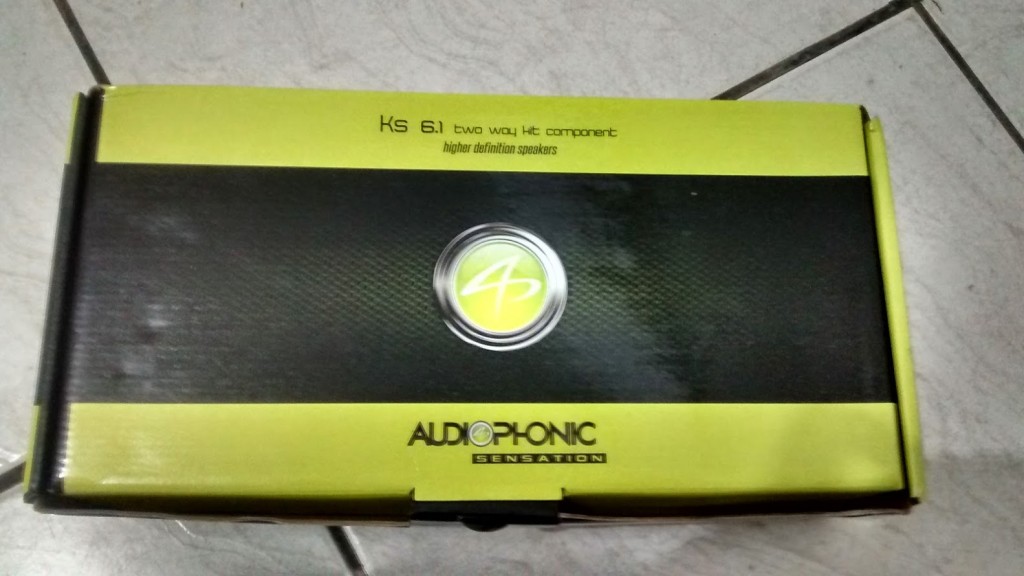 Ks 6.1 two way kit component
higher definition speakers
AUDIOPHONIC
SENSATION